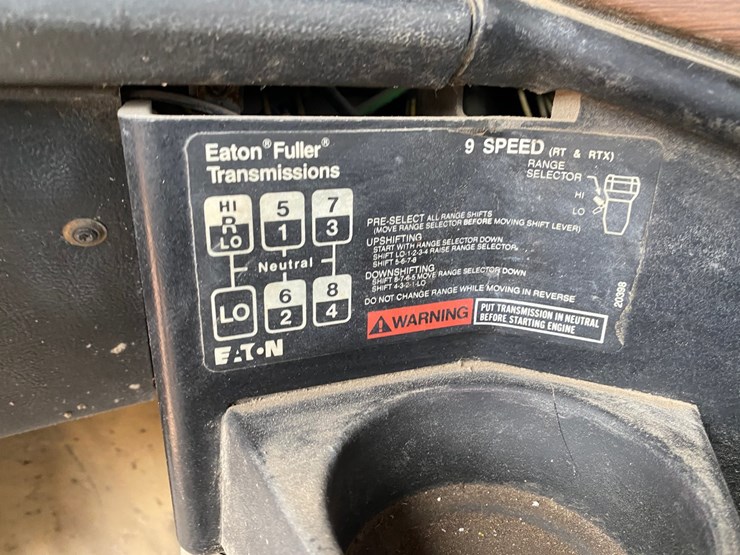 Eaton® Fuller®
Transmissions
9 SPEED (RT & RTX)
RANGE
SELECTOR
HI
LO
HI
R
LO
5
1
7
3
Neutral
LO
6
2
8
4
PRE-SELECT ALL RANGE SHIFTS
(MOVE RANGE SELECTOR BEFORE MOVING SHIFT LEVER)
UPSHIFTING
START WITH RANGE SELECTOR DOWN
SHIFT LO-1-2-3-4 RAISE RANGE SELECTOR,
SHIFT 5-6-7-8
DOWNSHIFTING
SHIFT 8-7-6-5 MOVE RANGE SELECTOR DOWN
SHIFT 4-3-2-1-LO
DO NOT CHANGE RANGE WHILE MOVING IN REVERSE
WARNING
PUT TRANSMISSION IN NEUTRAL
BEFORE STARTING ENGINE
20398
EATON